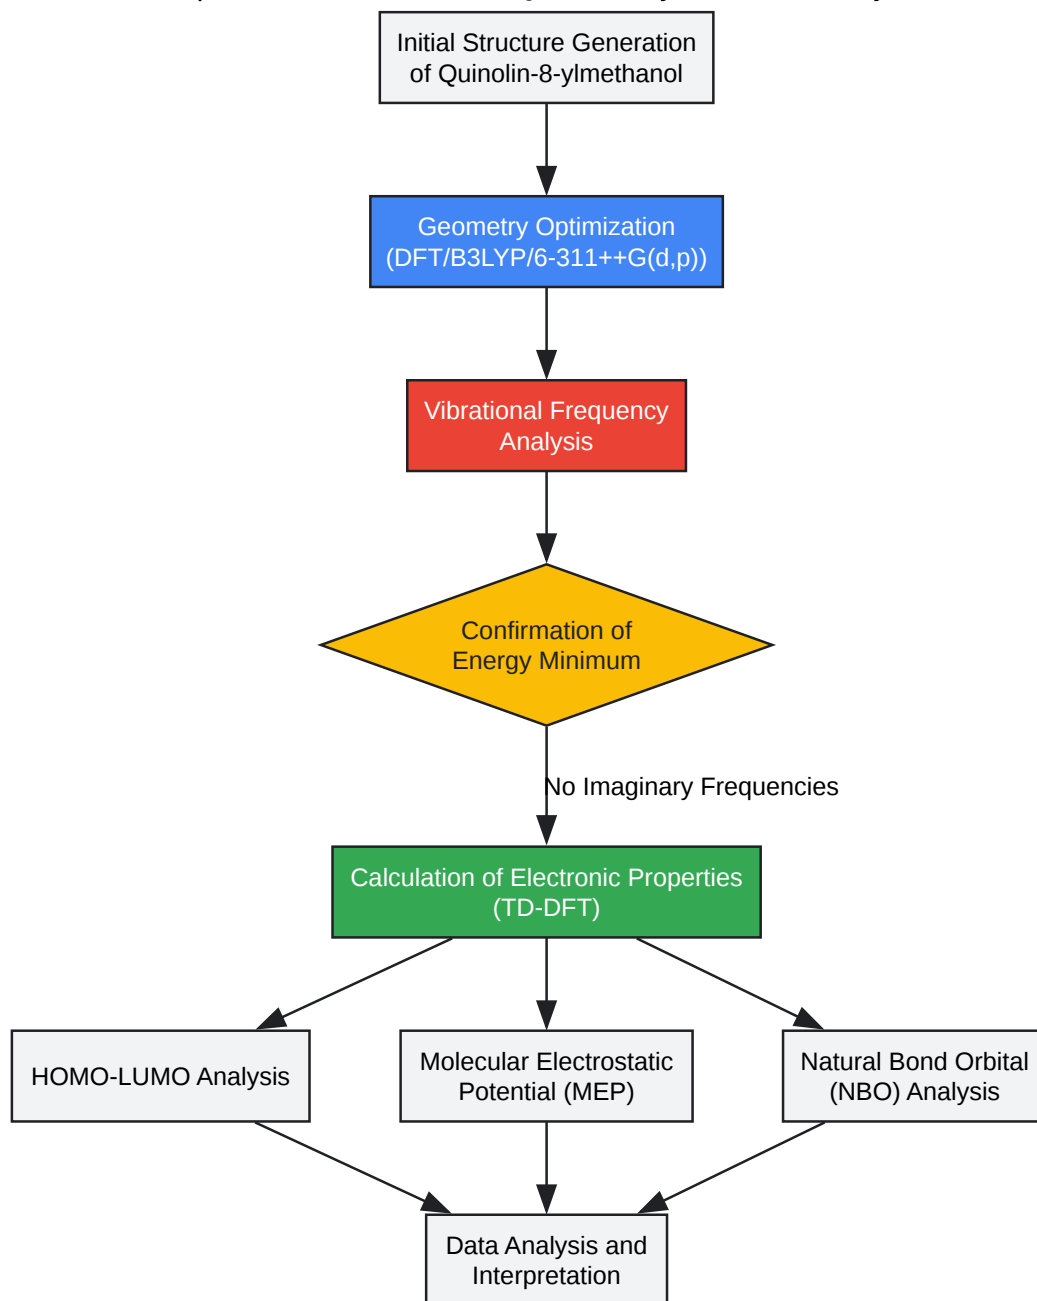 Initial Structure Generation
of Quinolin-8-ylmethanol
Geometry Optimization
(DFT/B3LYP/6-311++G(d,p))
Vibrational Frequency
Analysis
Confirmation of
Energy Minimum
No Imaginary Frequencies
Calculation of Electronic Properties
(TD-DFT)
HOMO-LUMO Analysis
Molecular Electrostatic
Potential (MEP)
Natural Bond Orbital
(NBO) Analysis
Data Analysis and
Interpretation